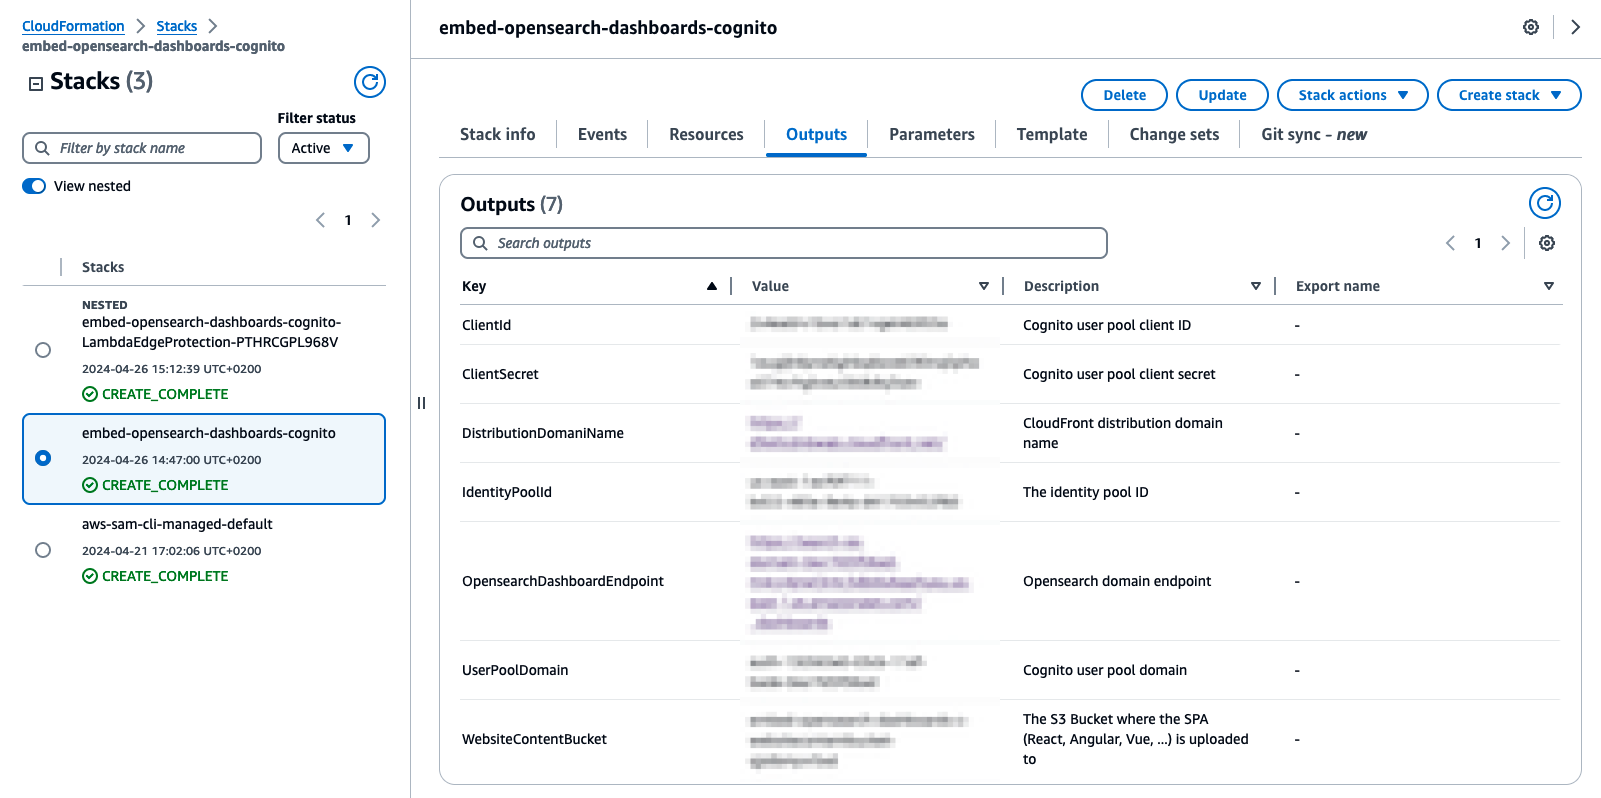 CloudFormation
Stacks
embed-opensearch-dashboards-cognito
Stacks (3)
Filter status
Filter by stack name
Active
View nested
1
Stacks
NESTED
embed-opensearch-dashboards-cognito-
LambdaEdgeProtection-PTHRCGPL968V
2024-04-26 15:12:39 UTC+0200
CREATE_COMPLETE
embed-opensearch-dashboards-cognito
2024-04-26 14:47:00 UTC+0200
CREATE_COMPLETE
aws-sam-cli-managed-default
2024-04-21 17:02:06 UTC+0200
CREATE_COMPLETE
embed-opensearch-dashboards-cognito
Delete
Update
Stack actions
Create stack
Stack info
Events
Resources
Outputs
Parameters
Template
Change sets
Git sync - new
Outputs (7)
Search outputs
1
Key
Value
Description
Export name
ClientId
Cognito user pool client ID
-
ClientSecret
Cognito user pool client secret
-
DistributionDomaniName
CloudFront distribution domain
name
-
IdentityPoolId
The identity pool ID
-
OpensearchDashboardEndpoint
Opensearch domain endpoint
-
UserPoolDomain
Cognito user pool domain
-
WebsiteContentBucket
The S3 Bucket where the SPA
(React, Angular, Vue, ...) is uploaded
to
-